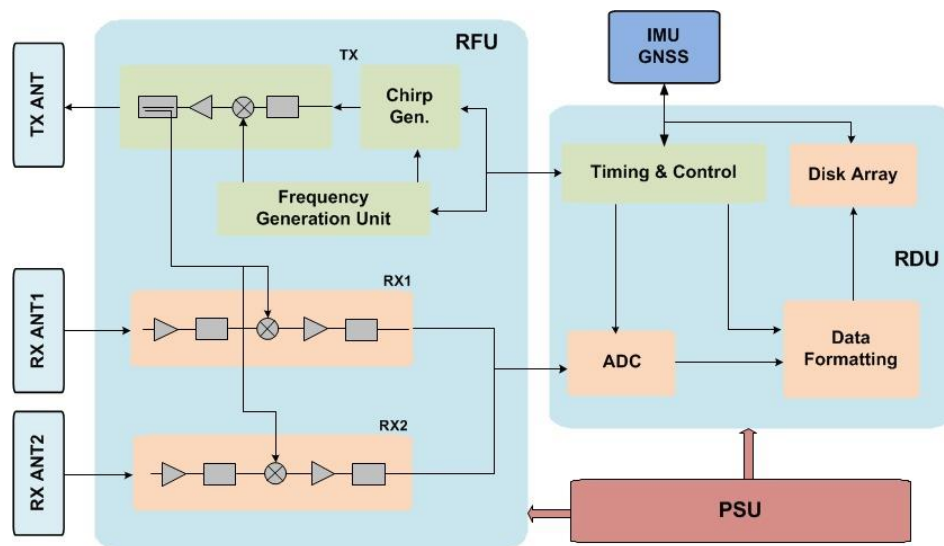 RFU
TX
TX ANT
Chirp
Gen.
Frequency
Generation Unit
IMU
GNSS
Timing & Control
Disk Array
RDU
RX ANT1
RX1
ADC
Data
Formatting
RX ANT2
RX2
PSU